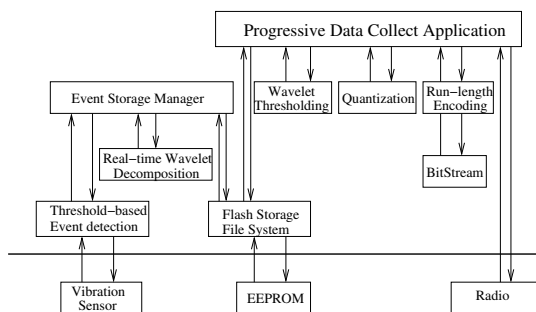 Progressive Data Collect Application
Wavelet
Thresholding
Quantization
Run-length
Encoding
Event Storage Manager
Real-time Wavelet
Decomposition
BitStream
Threshold-based
Event detection
Flash Storage
File System
Vibration
Sensor
EEPROM
Radio